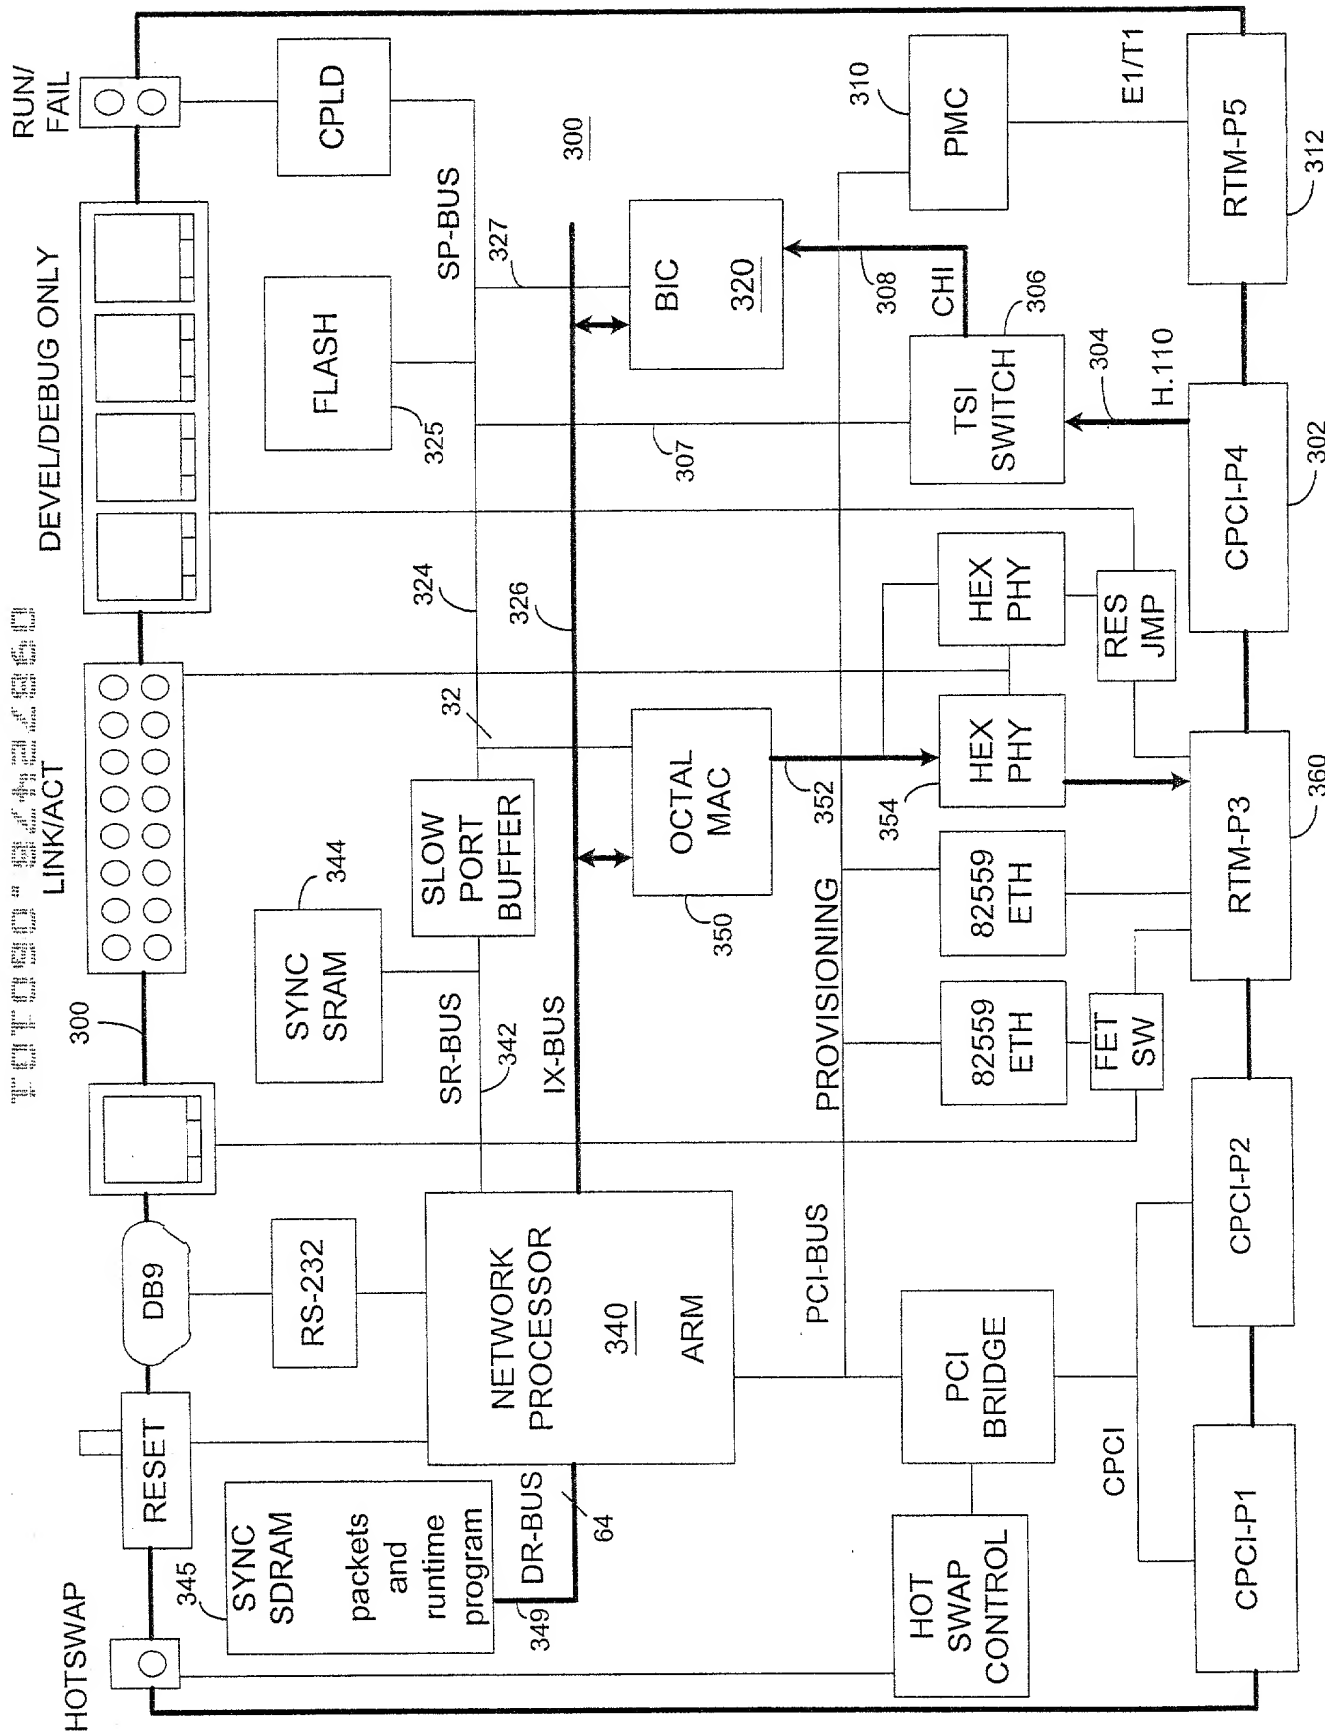 HOTSWAP
RESET
DB9
300
LINK/ACT
DEVEL/DEBUG ONLY
RUN/
FAIL
345
SYNC
SDRAM
packets
and
runtime
program
349
DR-BUS
64
RS-232
NETWORK
PROCESSOR
340
ARM
SYNC
SRAM
344
SR-BUS
342
IX-BUS
SLOW
PORT
BUFFER
32
324
326
FLASH
325
SP-BUS
327
CPLD
300
OCTAL
MAC
350
352
307
BIC
320
308
CHI
310
PMC
PCI-BUS
PROVISIONING
HOT
SWAP
CONTROL
PCI
BRIDGE
CPCI
82559
ETH
FET
SW
82559
ETH
354
HEX
PHY
HEX
PHY
RES
JMP
TSI
SWITCH
306
304
H.110
E1/T1
CPCI-P1
CPCI-P2
RTM-P3
360
CPCI-P4
302
RTM-P5
312